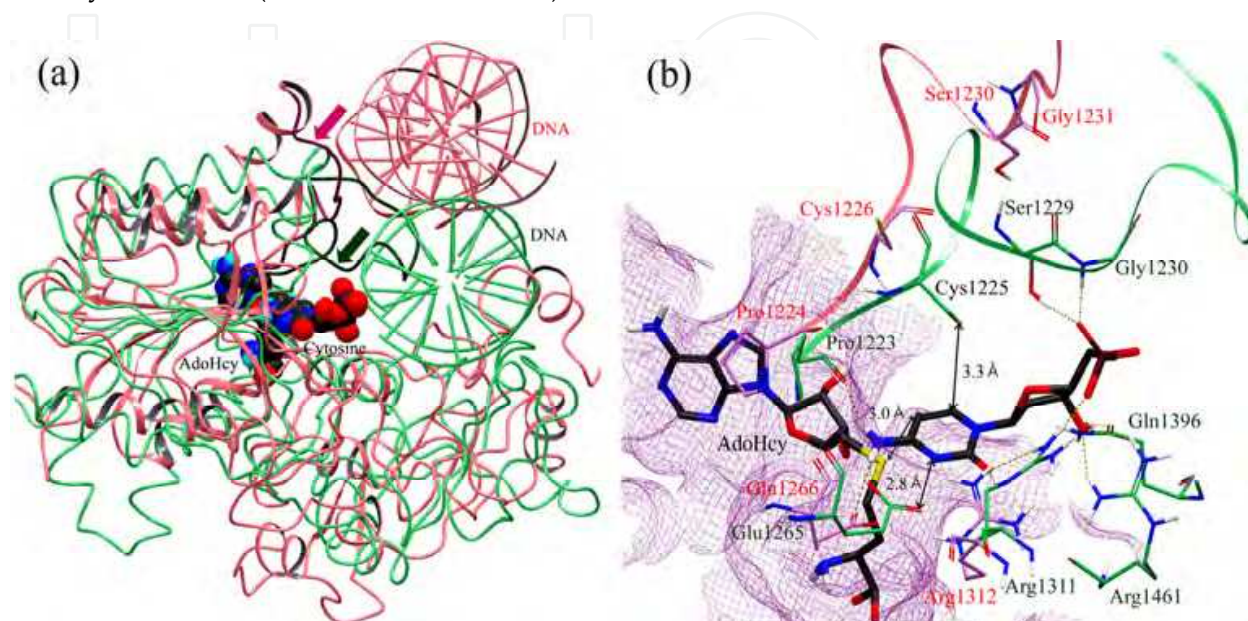 (a)
DNA
DNA
Cytosine
AdoHcy
(b)
Ser1230
Gly1231
Cys1226
Ser1229
Gly1230
Cys1225
Pro1224
Pro1223
3.3 Å
3.0 Å
Gln1396
AdoHcy
2.8 Å
Glu1266
Glu1265
Arg1312
Arg1311
Arg1461